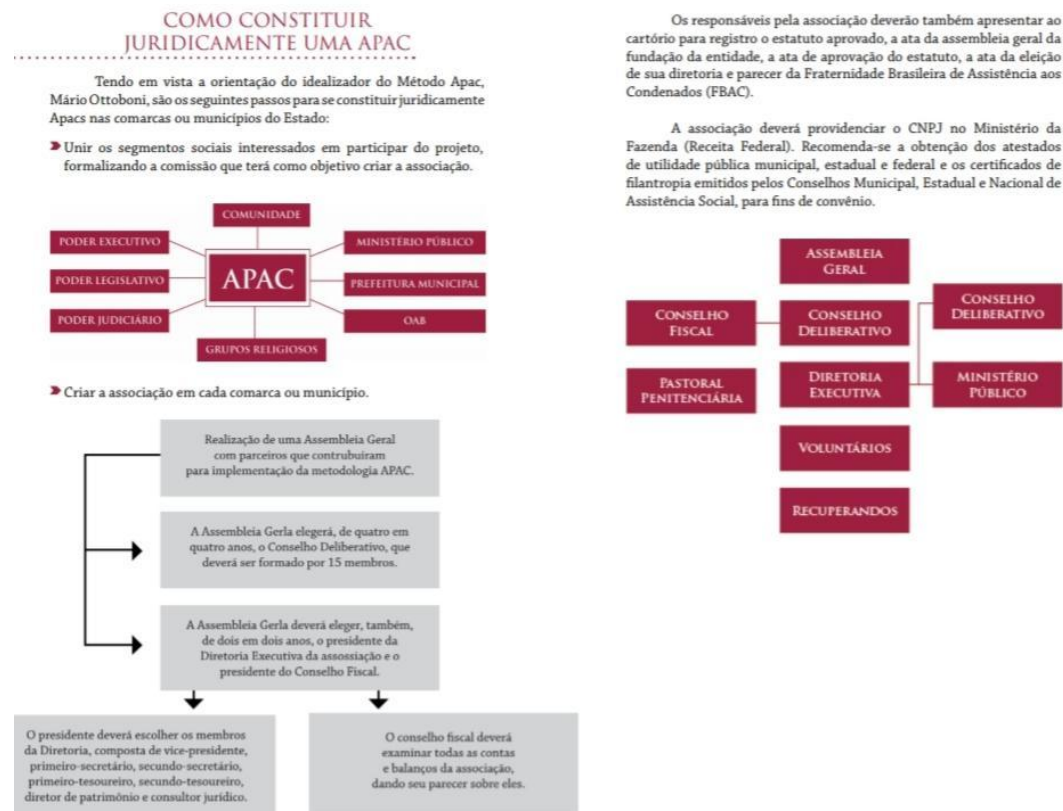 COMO CONSTITUIR
JURIDICAMENTE UMA APAC
Tendo em vista a orientação do idealizador do Método Apac,
Mário Ottoboni, são os seguintes passos para se constituir juridicamente
Apacs nas comarcas ou municípios do Estado:
Unir os segmentos sociais interessados em participar do projeto,
formalizando a comissão que terá como objetivo criar a associação.
COMUNIDADE
PODER EXECUTIVO
MINISTÉRIO PÚBLICO
PODER LEGISLATIVO
APAC
PREFEITURA MUNICIPAL
PODER JUDICIÁRIO
OAB
GRUPOS RELIGIOSOS
Criar a associação em cada comarca ou município.
Realização de uma Assembleia Geral
com parceiros que contrubuiram
para implementação da metodologia APAC.
A Assembleia Gerla elegerá, de quatro em
quatro anos, o Conselho Deliberativo, que
deverá ser formado por 15 membros.
A Assembleia Gerla deverá eleger, também,
de dois em dois anos, o presidente da
Diretoria Executiva da assossiação e o
presidente do Conselho Fiscal.
O presidente deverá escolher os membros
da Diretoria, composta de vice-presidente,
primeiro-secretário, secundo-secretário,
primeiro-tesoureiro, secundo-tesoureiro,
diretor de patrimônio e consultor jurídico.
O conselho fiscal deverá
examinar todas as contas
e balanços da associação,
dando seu parecer sobre eles.
Os responsáveis pela associação deverão também apresentar ao
cartório para registro o estatuto aprovado, a ata da assembleia geral da
fundação da entidade, a ata de aprovação do estatuto, a ata da eleição
de sua diretoria e parecer da Fraternidade Brasileira de Assistência aos
Condenados (FBAC).
A associação deverá providenciar o CNPJ no Ministério da
Fazenda (Receita Federal). Recomenda-se a obtenção dos atestados
de utilidade pública municipal, estadual e federal e os certificados de
filantropia emitidos pelos Conselhos Municipal, Estadual e Nacional de
Assistência Social, para fins de convênio.
ASSEMBLEIA
GERAL
CONSELHO
FISCAL
CONSELHO
DELIBERATIVO
CONSELHO
DELIBERATIVO
PASTORAL
PENITENCIÁRIA
DIRETORIA
EXECUTIVA
MINISTÉRIO
PÚBLICO
VOLUNTÁRIOS
RECUPERANDOS